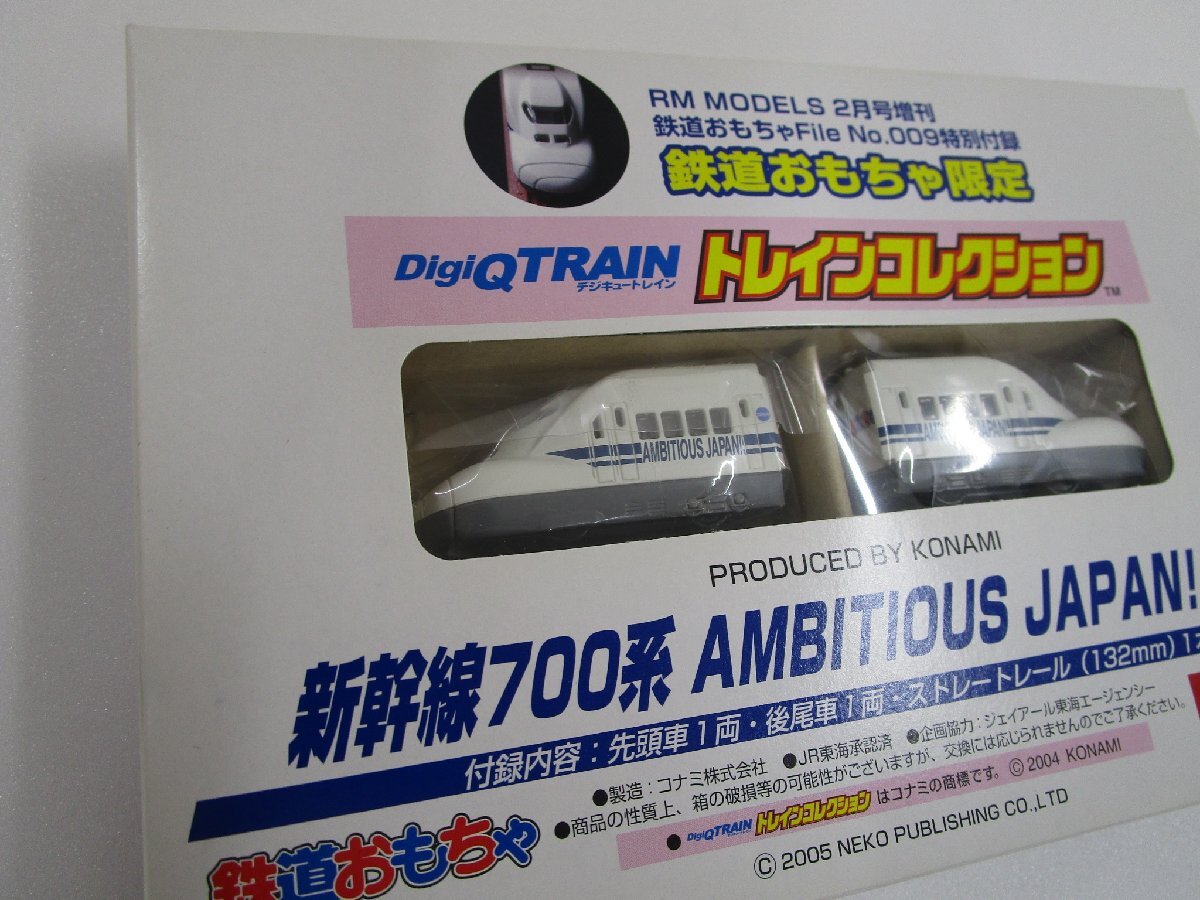 RM MODELS 2月号増刊
鉄道おもちゃFile No.009特別付録
鉄道おもちゃ限定
DigiQTRAIN
デジキュートレイン
トレインコレクション
TM
AMBITIOUS JAPAN!
AMBITIOUS JAPAN!
PRODUCED BY KONAMI
新幹線700系 AMBITIOUS JAPAN!
付録内容：先頭車1両・後尾車1両・ストレートレール（132mm）
●製造：コナミ株式会社 ●JR東海承認済 ●企画協力：ジェイアール東海エージェンシー
●商品の性質上、箱の破損等の可能性がございますが、交換には応じられませんのでご了承ください。
●DigiQTRAIN トレインコレクションはコナミの商標です。©2004 KONAMI
© 2005 NEKO PUBLISHING CO.,LTD
鉄道おもちゃ